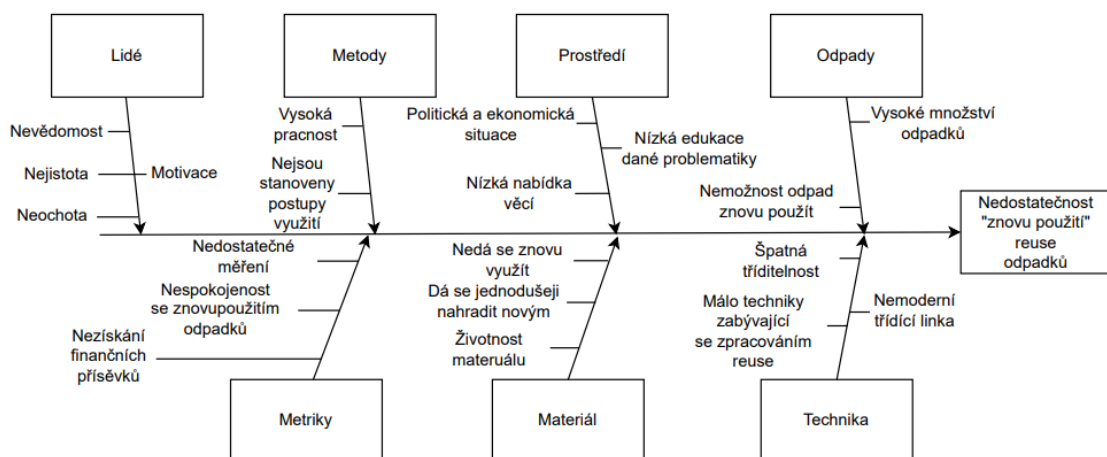 Lidé
Metody
Prostředí
Odpady
Nevědomost
Nejistota
Motivace
Neochota
Vysoká
pracnost
Nejsou
stanoveny
postupy
využití
Politická a ekonomická
situace
Nízká edukace
dané problematiky
Nízká nabídka
věcí
Vysoké množství
odpadků
Nemožnost odpad
znovu použít
Nedostatečnost
"znovu použití"
reuse
odpadků
Nedostatečné
měření
Nespokojenost
se znovupoužitím
odpadků
Nezískání
finančních
přísěvků
Nedá se znovu
využít
Dá se jednodušeji
nahradit novým
Životnost
materuálu
Špatná
tříditelnost
Málo techniky
zabývající
se zpracováním
reuse
Nemoderní
třídící linka
Metriky
Materiál
Technika